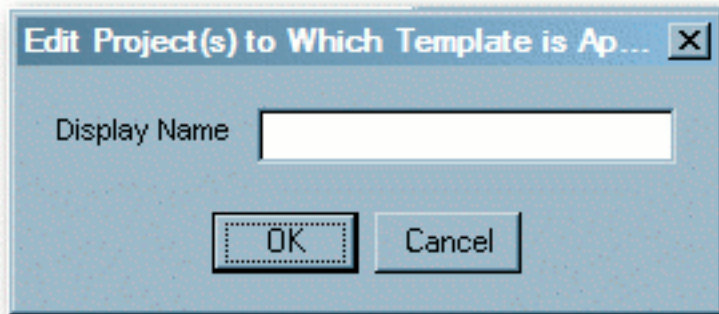 Edit Project(s) to Which Template is Ap...
Display Name
OK Cancel